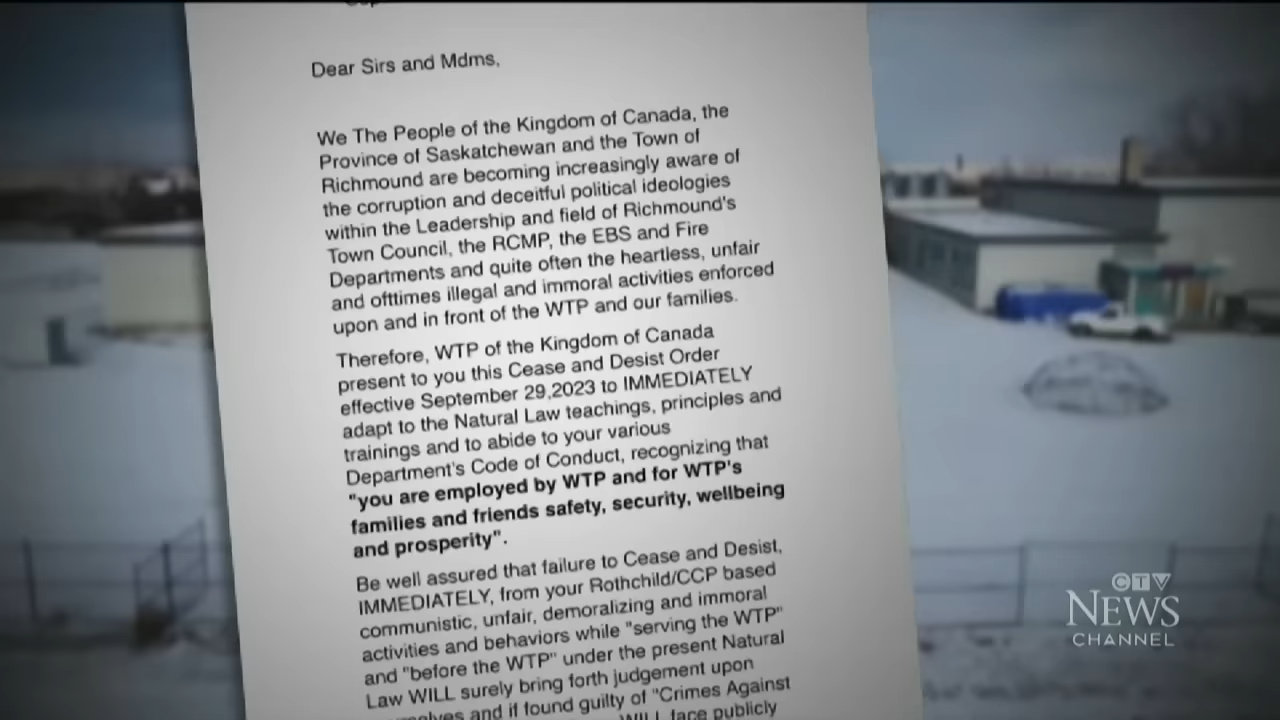 Dear Sirs and Mdms,
We The People of the Kingdom of Canada, the
Province of Saskatchewan and the Town of
Richmound are becoming increasingly aware of
the corruption and deceitful political ideologies
within the Leadership and field of Richmound's
Town Council, the RCMP, the EBS and Fire
Departments and quite often the heartless, unfair
and ofttimes illegal and immoral activities enforced
upon and in front of the WTP and our families.
Therefore, WTP of the Kingdom of Canada
present to you this Cease and Desist Order
effective September 29,2023 to IMMEDIATELY
adapt to the Natural Law teachings, principles and
trainings and to abide to your various
Department's Code of Conduct, recognizing that
"you are employed by WTP and for WTP's
families and friends safety, security, wellbeing
and prosperity".
Be well assured that failure to Cease and Desist,
IMMEDIATELY, from your Rothchild/CCP based
communistic, unfair, demoralizing and immoral
activities and behaviors while "serving the WTP"
and "before the WTP" under the present Natural
Law WILL surely bring forth judgement upon
and if found guilty of "Crimes Against
WILL face publicly
CTV
NEWS
CHANNEL